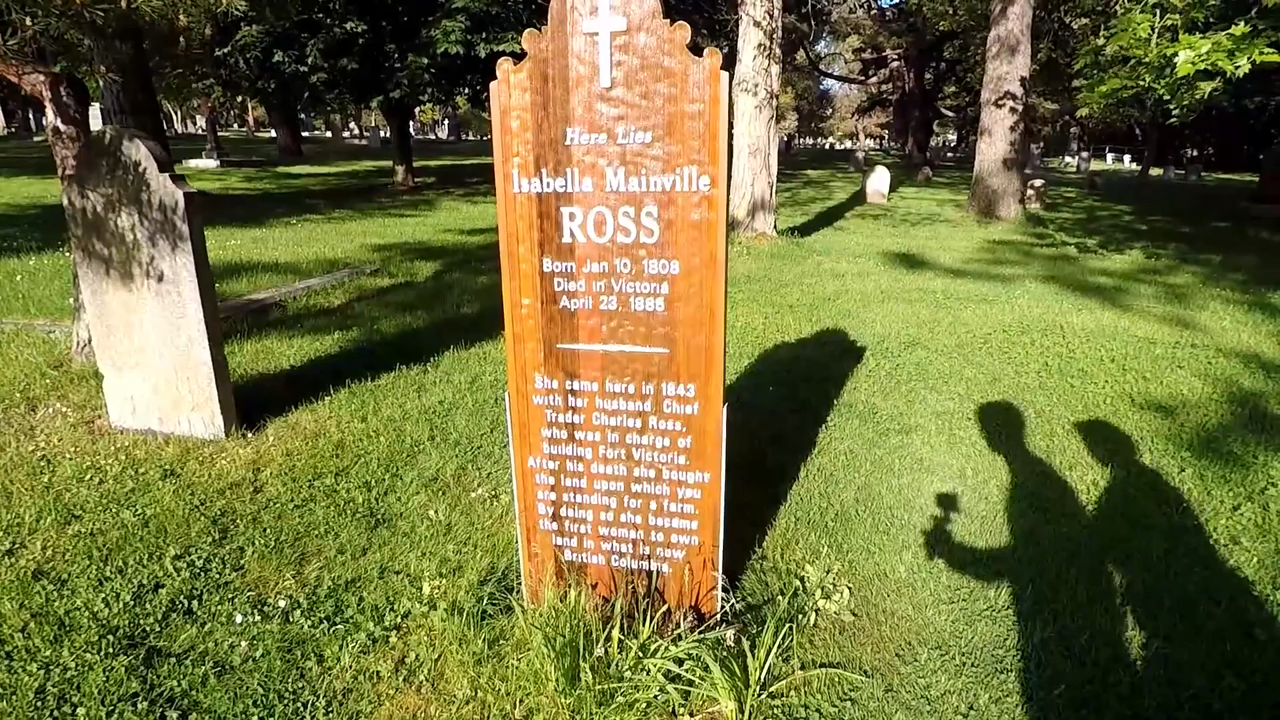 Here Lies
Isabella Mainville
ROSS
Born Jan 10, 1808
Died in Victoria
April 23, 1885
She came here in 1843
with her husband, Chief
Trader Charles Ross,
who was in charge of
building Fort Victoria.
After his death she bought
the land upon which you
are standing for a farm.
By doing so she became
the first woman to own
land in what is now
British Columbia.